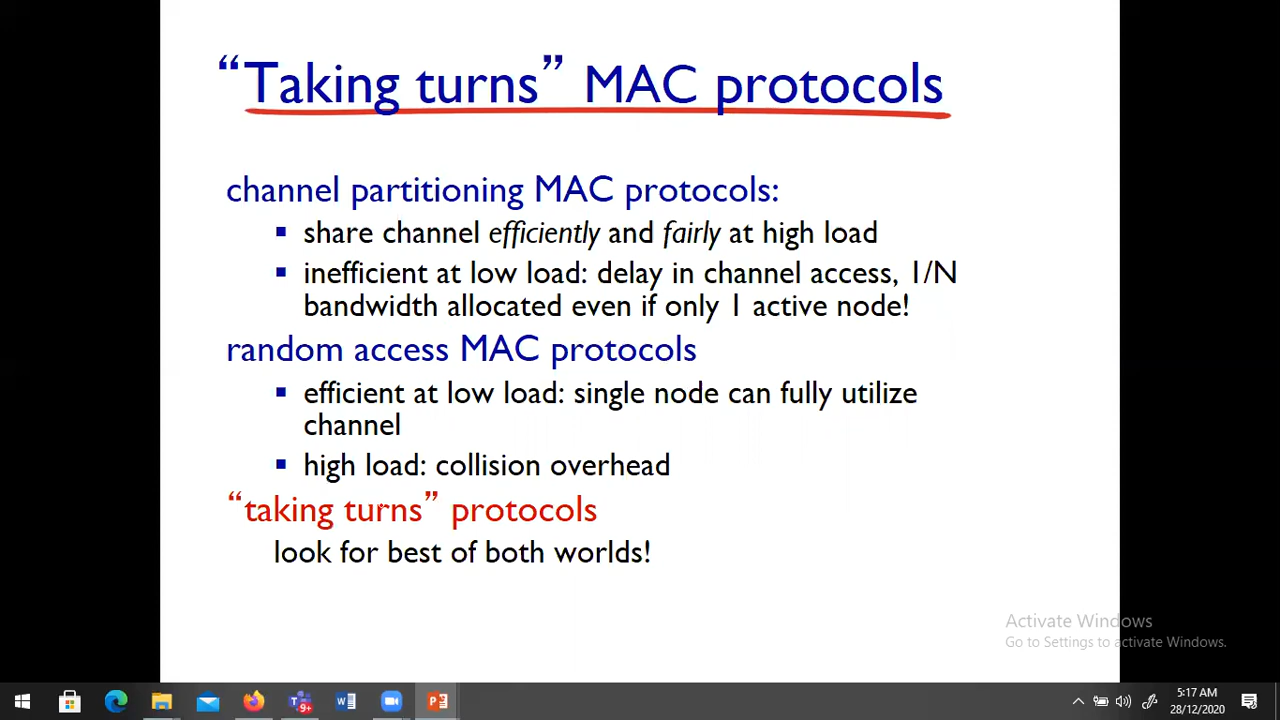 “Taking turns” MAC protocols
channel partitioning MAC protocols:
▪ share channel efficiently and fairly at high load
▪ inefficient at low load: delay in channel access, 1/N
bandwidth allocated even if only 1 active node!
random access MAC protocols
▪ efficient at low load: single node can fully utilize
channel
▪ high load: collision overhead
“taking turns” protocols
look for best of both worlds!
Activate Windows
Go to Settings to activate Windows.
9+
5:17 AM
28/12/2020